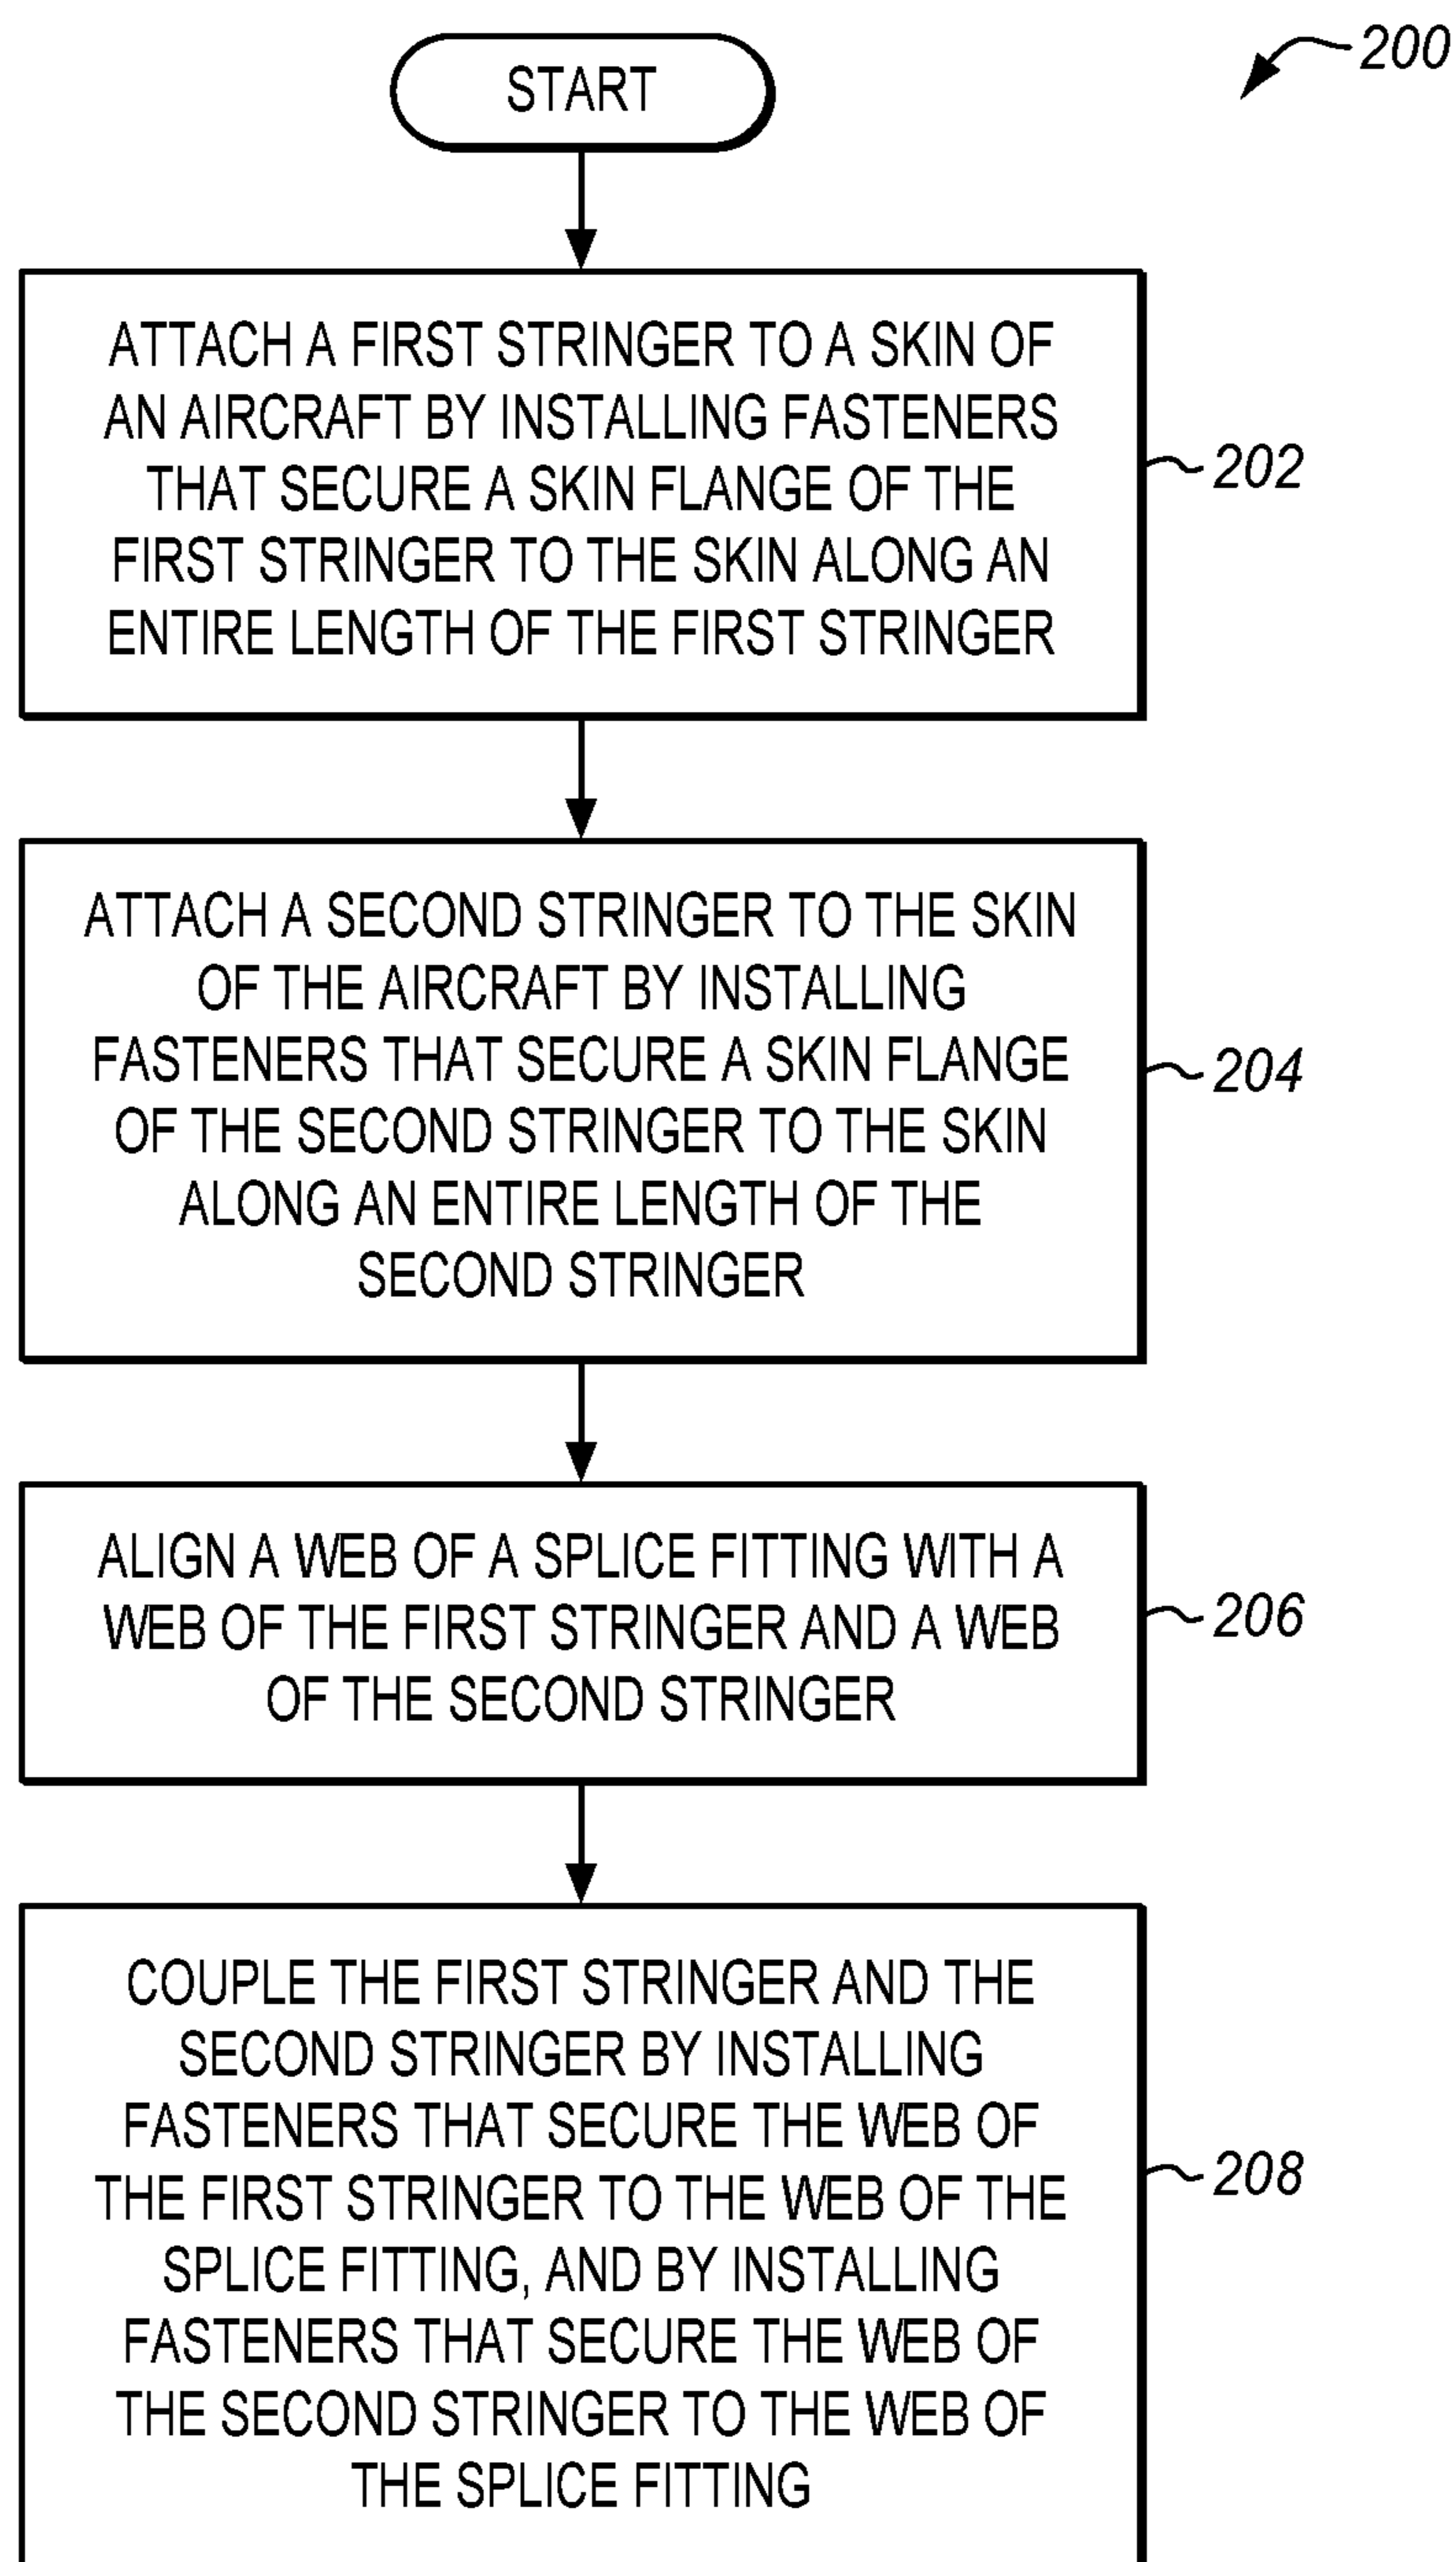 200
START
ATTACH A FIRST STRINGER TO A SKIN OF
AN AIRCRAFT BY INSTALLING FASTENERS
THAT SECURE A SKIN FLANGE OF THE
FIRST STRINGER TO THE SKIN ALONG AN
ENTIRE LENGTH OF THE FIRST STRINGER
202
ATTACH A SECOND STRINGER TO THE SKIN
OF THE AIRCRAFT BY INSTALLING
FASTENERS THAT SECURE A SKIN FLANGE
OF THE SECOND STRINGER TO THE SKIN
ALONG AN ENTIRE LENGTH OF THE
SECOND STRINGER
204
ALIGN A WEB OF A SPLICE FITTING WITH A
WEB OF THE FIRST STRINGER AND A WEB
OF THE SECOND STRINGER
206
COUPLE THE FIRST STRINGER AND THE
SECOND STRINGER BY INSTALLING
FASTENERS THAT SECURE THE WEB OF
THE FIRST STRINGER TO THE WEB OF THE
SPLICE FITTING, AND BY INSTALLING
FASTENERS THAT SECURE THE WEB OF
THE SECOND STRINGER TO THE WEB OF
THE SPLICE FITTING
208